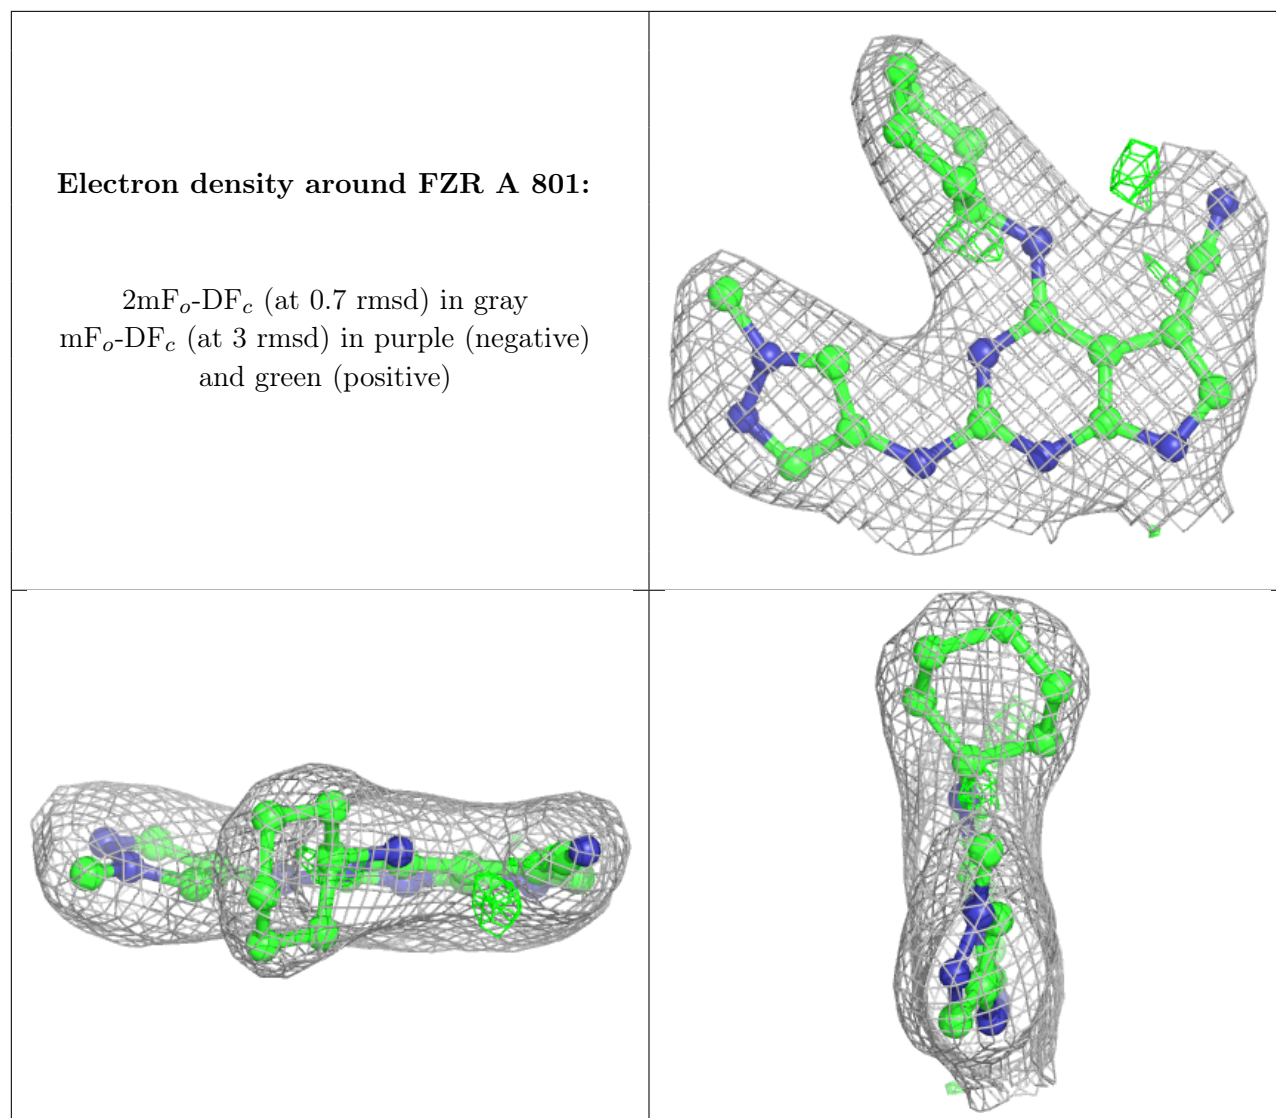 Electron density around FZR A 801:
2mFo-DFc (at 0.7 rmsd) in gray
mFo-DFc (at 3 rmsd) in purple (negative)
and green (positive)